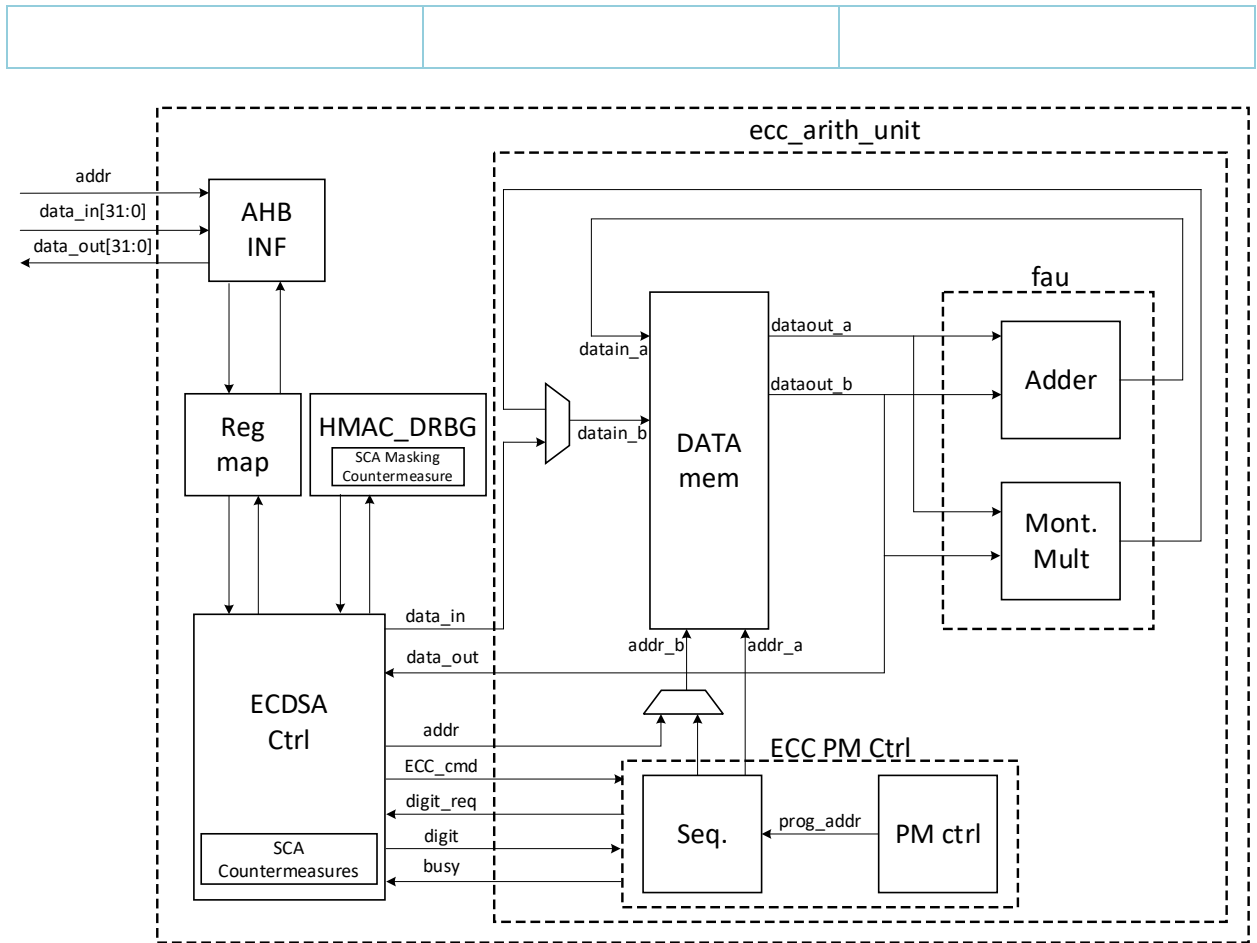 ecc_arith_unit
addr
data_in[31:0]
data_out[31:0]
AHB
INF
fau
datain_a
dataout_a
dataout_b
Adder
Reg
map
HMAC_DRBG
SCA Masking
Countermeasure
datain_b
DATA
mem
Mont.
Mult
data_in
data_out
addr_b
addr_a
ECDSA
Ctrl
addr
ECC_cmd
digit_req
digit
busy
ECC PM Ctrl
Seq.
prog_addr
PM ctrl
SCA
Countermeasures